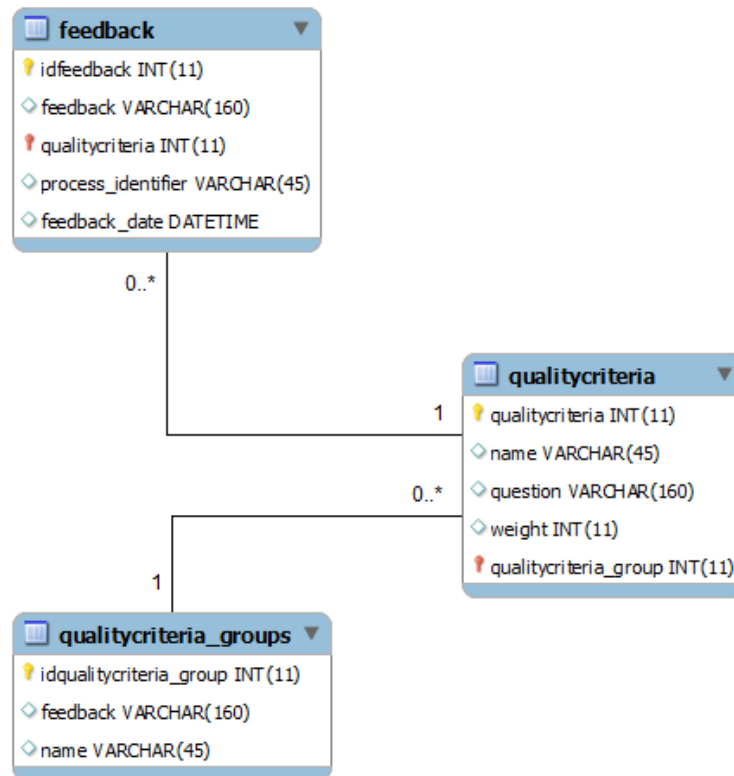 feedback
idfeedback INT(11)
feedback VARCHAR(160)
qualitycriteria INT(11)
process_identifier VARCHAR(45)
feedback_date DATETIME
0..*
qualitycriteria
1
qualitycriteria INT(11)
name VARCHAR(45)
question VARCHAR(160)
weight INT(11)
qualitycriteria_group INT(11)
0..*
1
qualitycriteria_groups
idqualitycriteria_group INT(11)
feedback VARCHAR(160)
name VARCHAR(45)